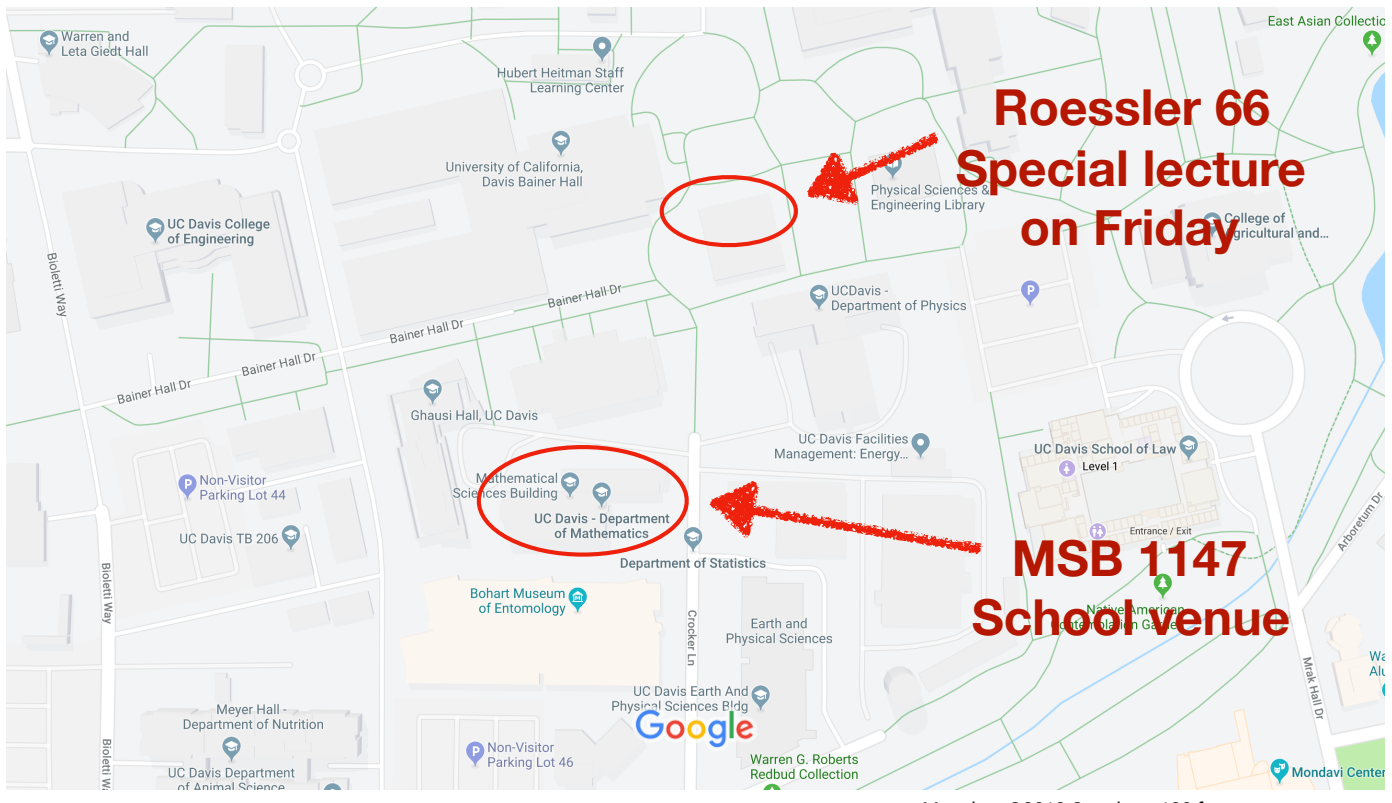 East Asian Collectio
Warren and
Leta Giedt Hall
Hubert Heitman Staff
Learning Center
Roessler 66
Special lecture
on Friday
University of California,
Davis Bainer Hall
Physical Sciences &
Engineering Library
UC Davis College
of Engineering
College of
Agricultural and...
Bioletti Way
UCDavis -
Department of Physics
P
Bainer Hall Dr
Bainer Hall Dr
Bainer Hall Dr
Bainer Hall Dr
Ghausi Hall, UC Davis
UC Davis Facilities
Management: Energy...
UC Davis School of Law
Level 1
Mathematical
Sciences Building
P
Non-Visitor
Parking Lot 44
UC Davis - Department
of Mathematics
UC Davis TB 206
Entrance / Exit
Arboretum Dr
Department of Statistics
MSB 1147
School venue
Bioletti Way
Bohart Museum
of Entomology
Native American
Contemplation Garde
Crocker Ln
Earth and
Physical Sciences
Wa
Alu
Mrak Hall Dr
UC Davis Earth And
Physical Sciences Bldg
Meyer Hall -
Department of Nutrition
Google
P
Non-Visitor
Parking Lot 46
Bioletti Wa
Warren G. Roberts
Redbud Collection
UC Davis Department
of Animal Science
Mondavi Center